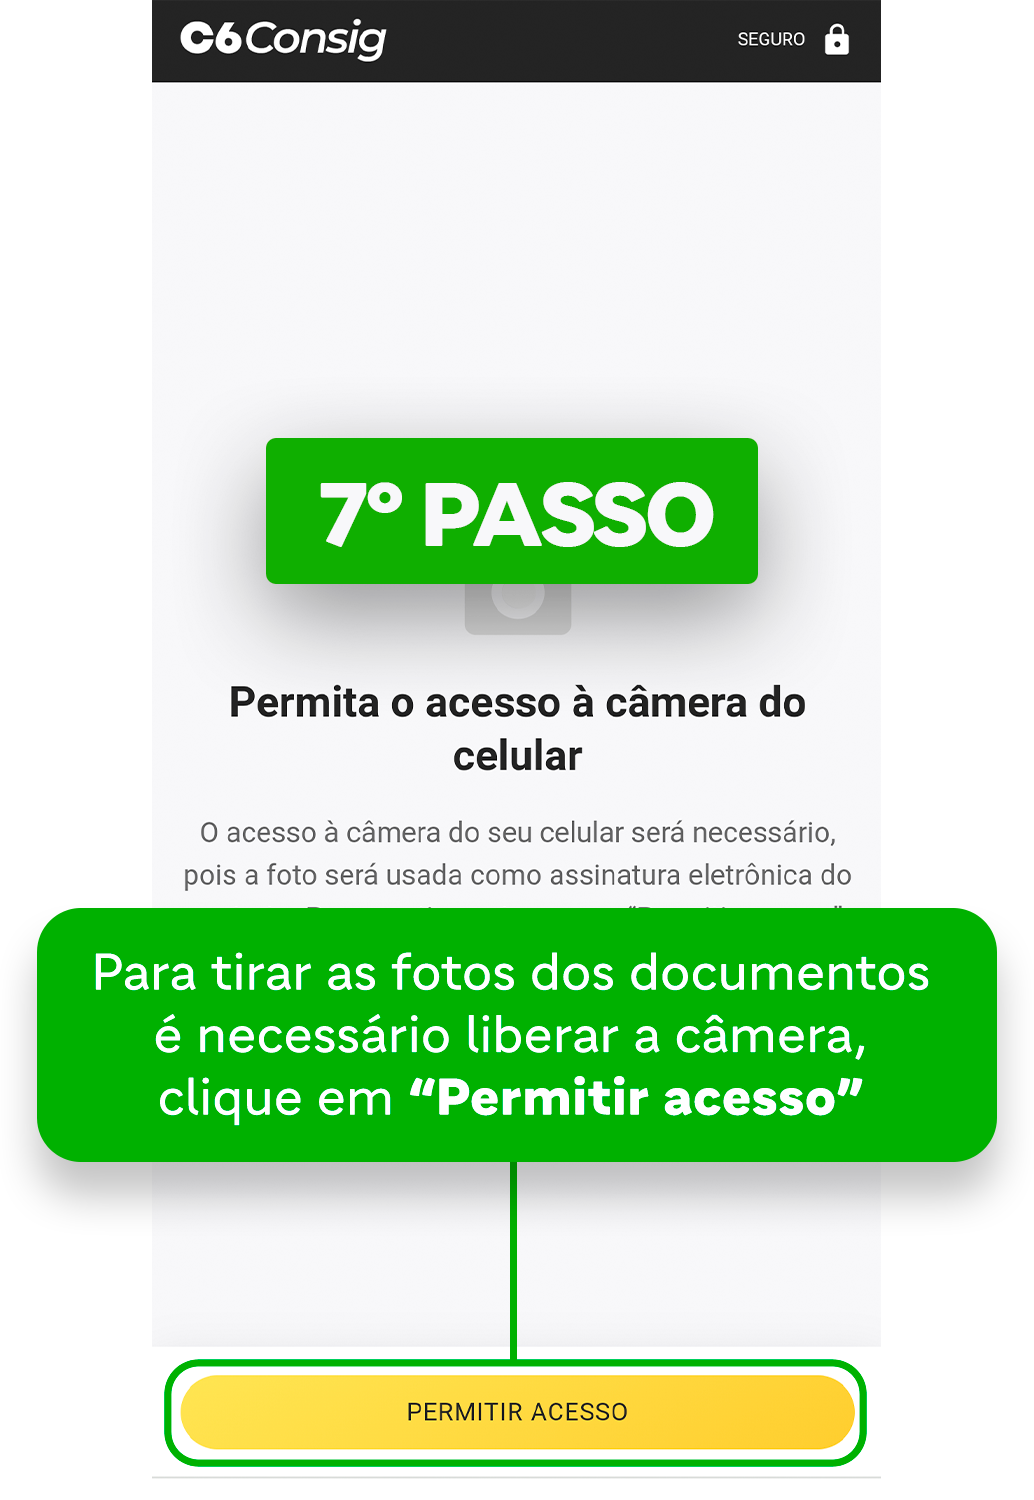 C6 Consig
SEGURO
7º PASSO
Permita o acesso à câmera do
celular
O acesso à câmera do seu celular será necessário,
pois a foto será usada como assinatura eletrônica do
Para tirar as fotos dos documentos
é necessário liberar a câmera,
clique em “Permitir acesso”
PERMITIR ACESSO